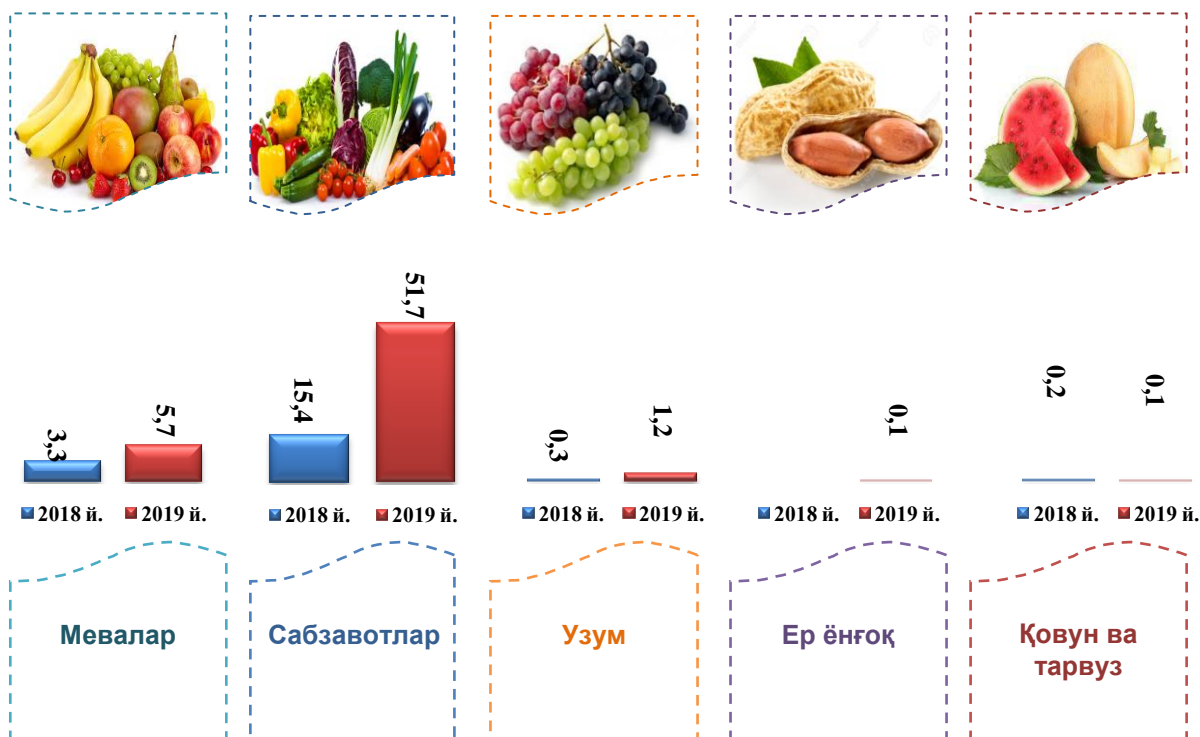 51,7
15,4
3,3
5,7
0,3
1,2
0,1
0,2
0,1
2018 й. 2019 й.
2018 й. 2019 й.
2018 й. 2019 й.
2018 й. 2019 й.
2018 й. 2019 й.
Мевалар
Сабзавотлар
Узум
Ер ёнғоқ
Қовун ва
тарвуз